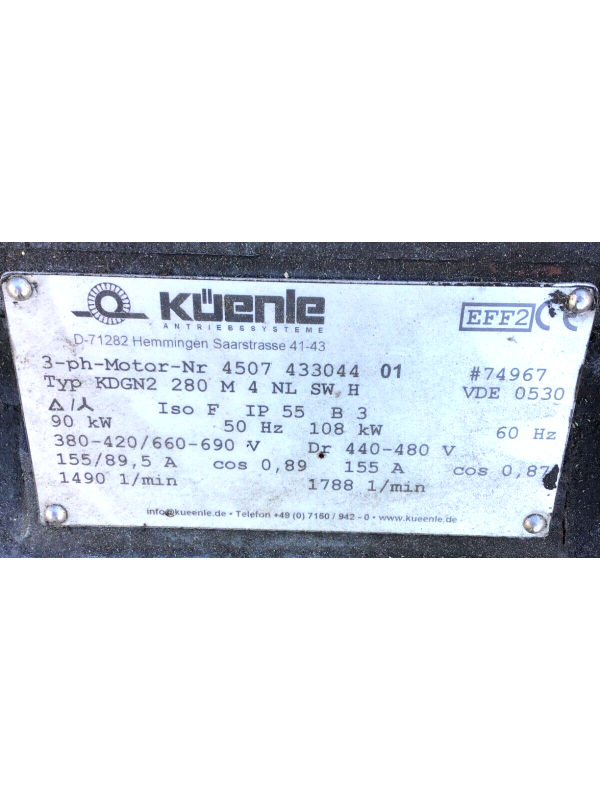 KÜENLE
ANTRIEBSSYSTEME
D-71282 Hemmingen Saarstrasse 41-43
EFF2 CE
3-ph-Motor-Nr 4507 433044 01 #74967
Typ KDGN2 280 M 4 NL SW H VDE 0530
Δ/⅄ Iso F IP 55 B 3
90 kW 50 Hz 108 kW 60 Hz
380-420/660-690 V Dr 440-480 V
155/89,5 A cos 0,89 155 A cos 0,87
1490 1/min 1788 1/min
info@kueenle.de • Telefon +49 (0) 7150 / 942 - 0 • www.kueenle.de